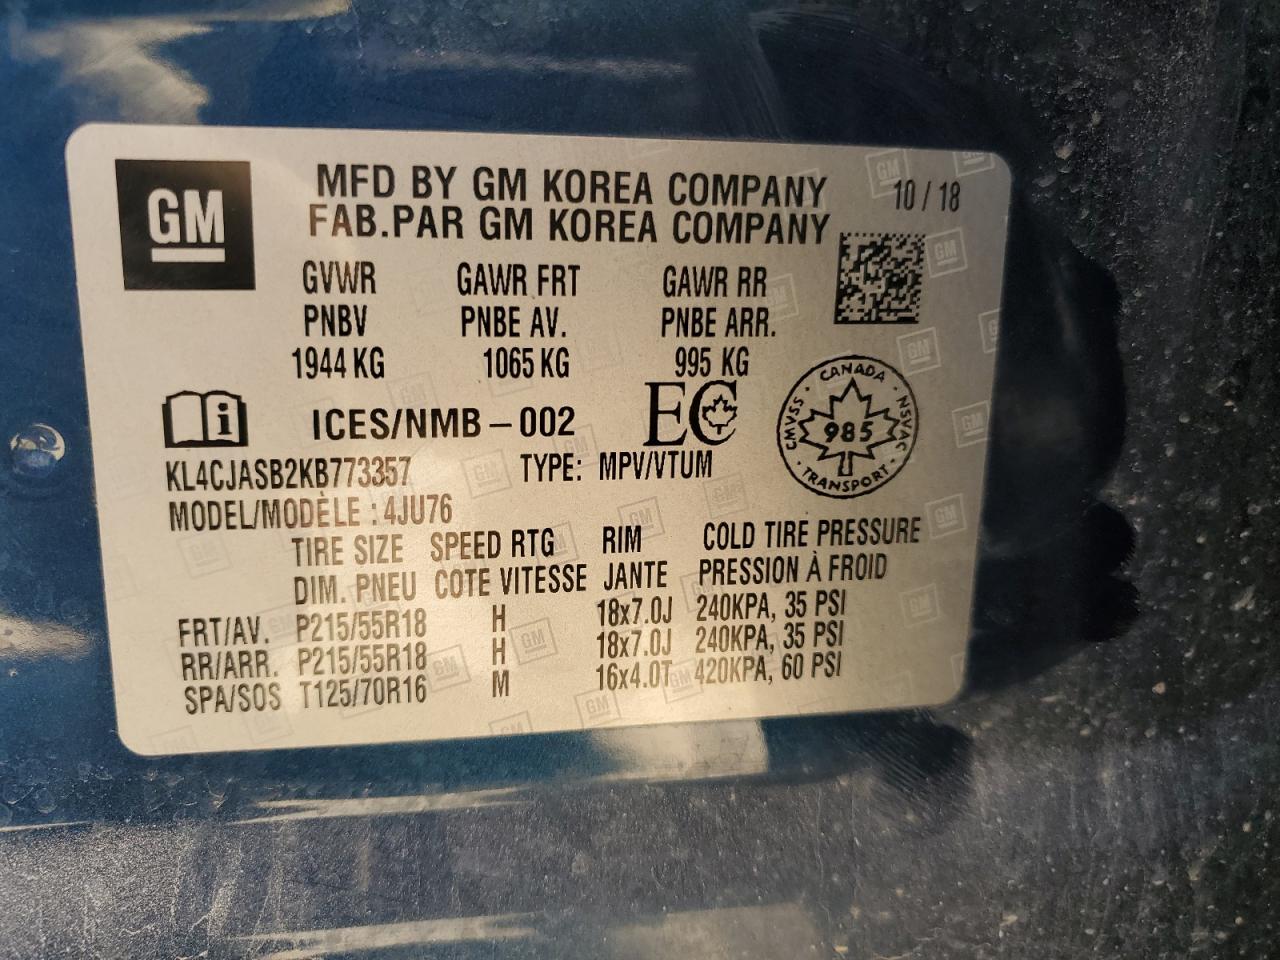 GM
MFD BY GM KOREA COMPANY 10 / 18
FAB.PAR GM KOREA COMPANY
GVWR GAWR FRT GAWR RR
PNBV PNBE AV. PNBE ARR.
1944 KG 1065 KG 995 KG
ICES/NMB-002 EC
CANADA
CMVSS 985 NSVAC
TRANSPORT
KL4CJASB2KB773357 TYPE: MPV/VTUM
MODEL/MODÈLE : 4JU76
TIRE SIZE SPEED RTG RIM COLD TIRE PRESSURE
DIM. PNEU COTE VITESSE JANTE PRESSION À FROID
FRT/AV. P215/55R18 H 18x7.0J 240KPA, 35 PSI
RR/ARR. P215/55R18 H 18x7.0J 240KPA, 35 PSI
SPA/SOS T125/70R16 M 16x4.0T 420KPA, 60 PSI